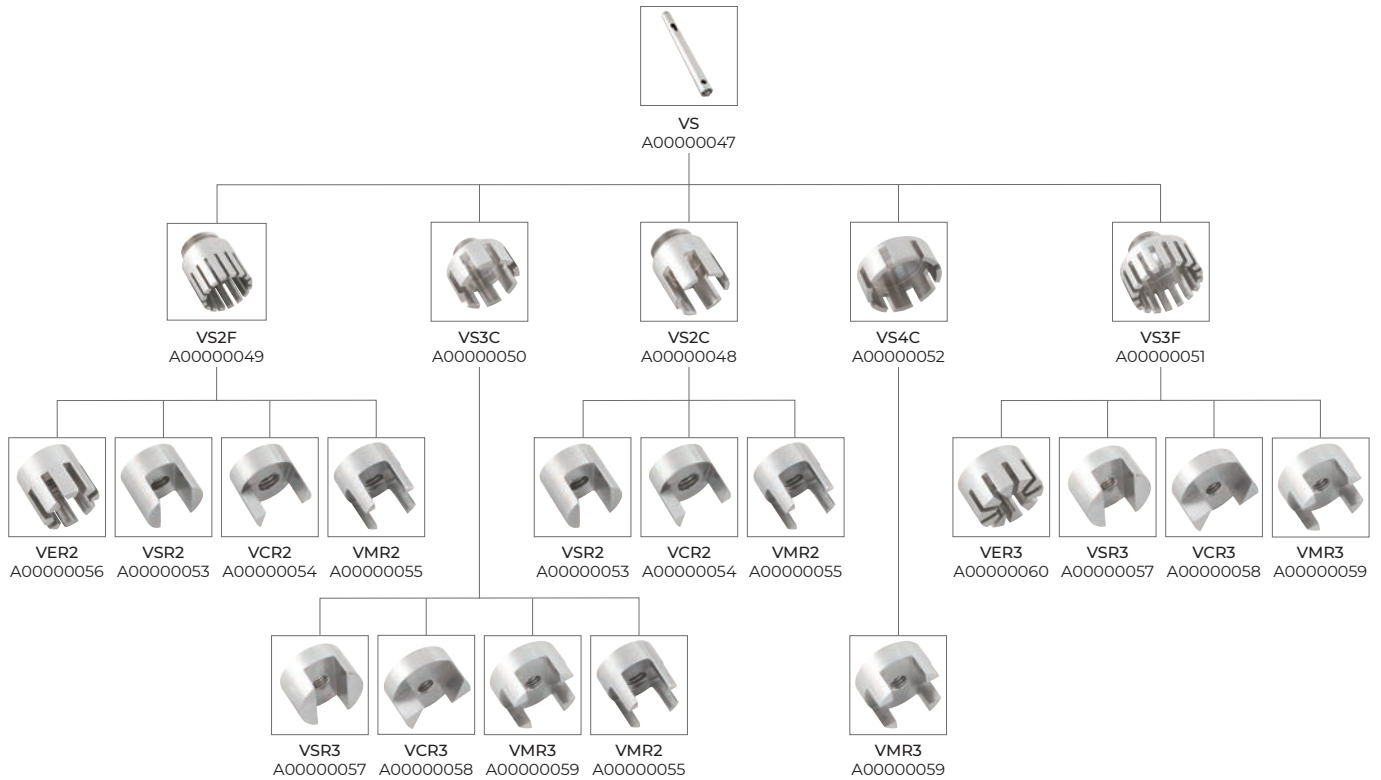 VS
A00000047
VS2F
A00000049
VS3C
A00000050
VS2C
A00000048
VS4C
A00000052
VS3F
A00000051
VER2
A00000056
VSR2
A00000053
VCR2
A00000054
VMR2
A00000055
VSR2
A00000053
VCR2
A00000054
VMR2
A00000055
VER3
A00000060
VSR3
A00000057
VCR3
A00000058
VMR3
A00000059
VSR3
A00000057
VCR3
A00000058
VMR3
A00000059
VMR2
A00000055
VMR3
A00000059